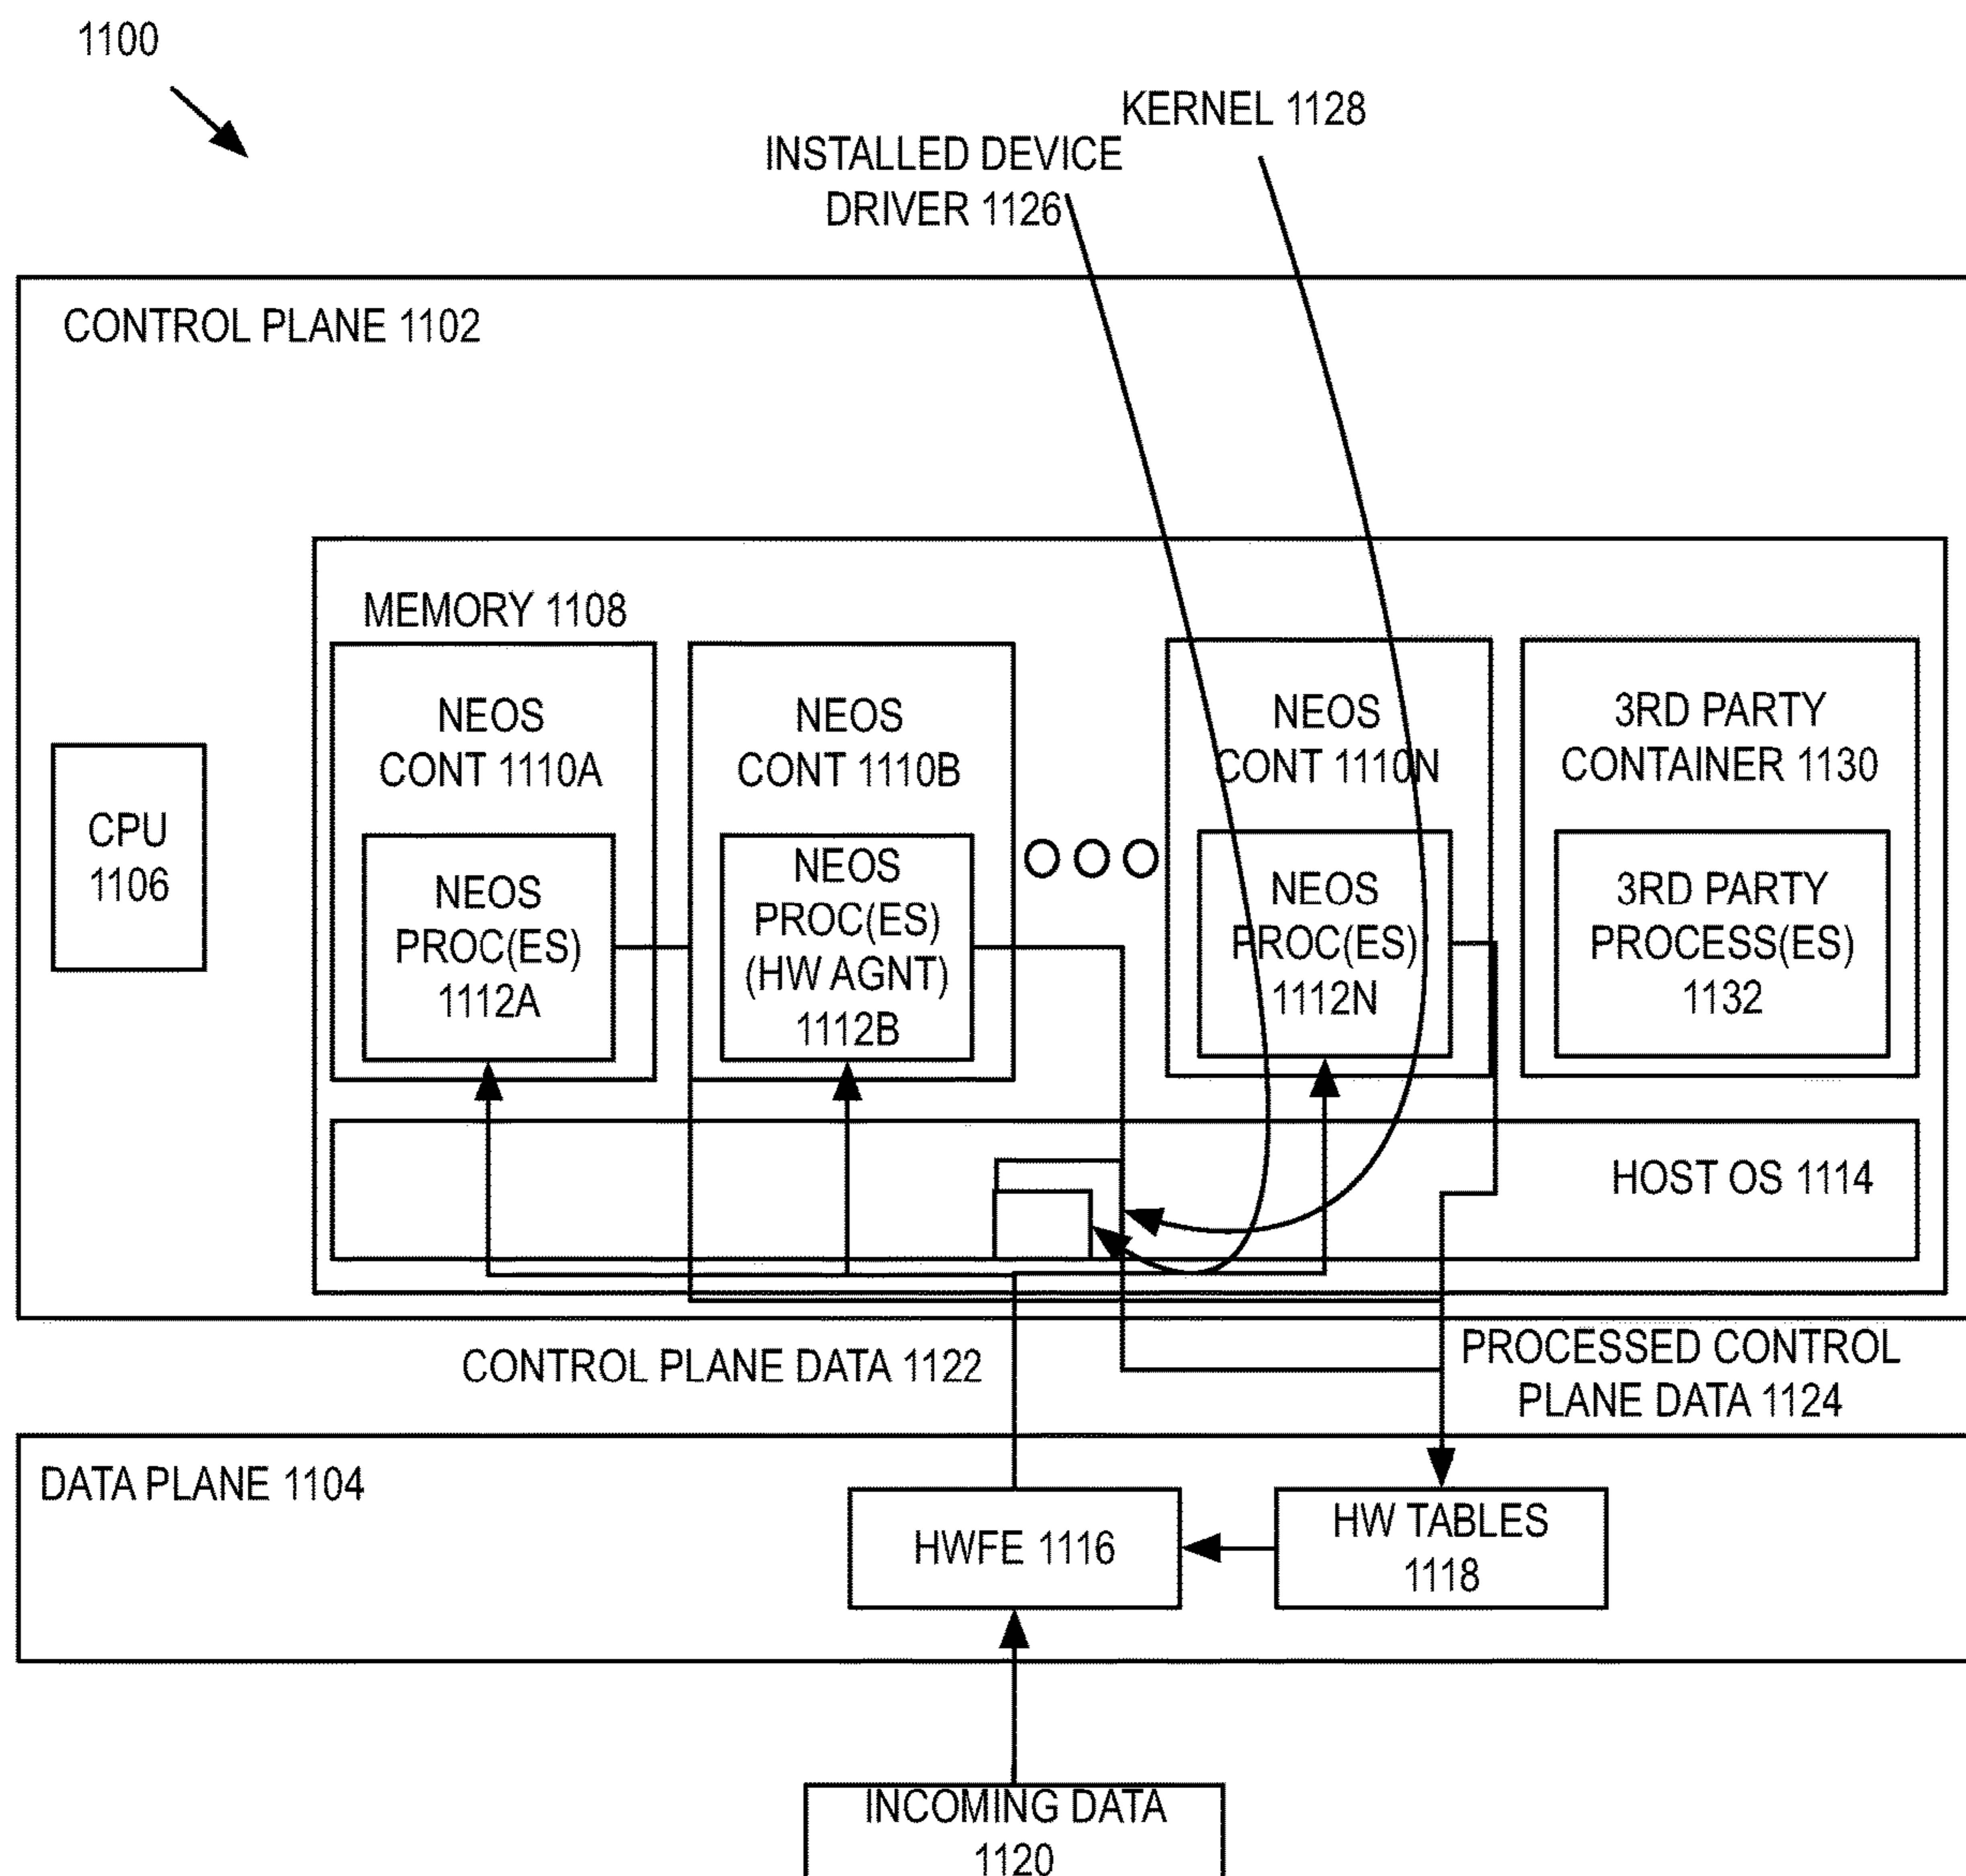 1100
KERNEL 1128
INSTALLED DEVICE
DRIVER 1126
CONTROL PLANE 1102
MEMORY 1108
CPU
1106
NEOS
CONT 1110A
NEOS
PROC(ES)
1112A
NEOS
CONT 1110B
NEOS
PROC(ES)
(HW AGNT)
1112B
NEOS
CONT 1110N
NEOS
PROC(ES)
1112N
3RD PARTY
CONTAINER 1130
3RD PARTY
PROCESS(ES)
1132
HOST OS 1114
CONTROL PLANE DATA 1122
PROCESSED CONTROL
PLANE DATA 1124
DATA PLANE 1104
HWFE 1116
HW TABLES
1118
INCOMING DATA
1120